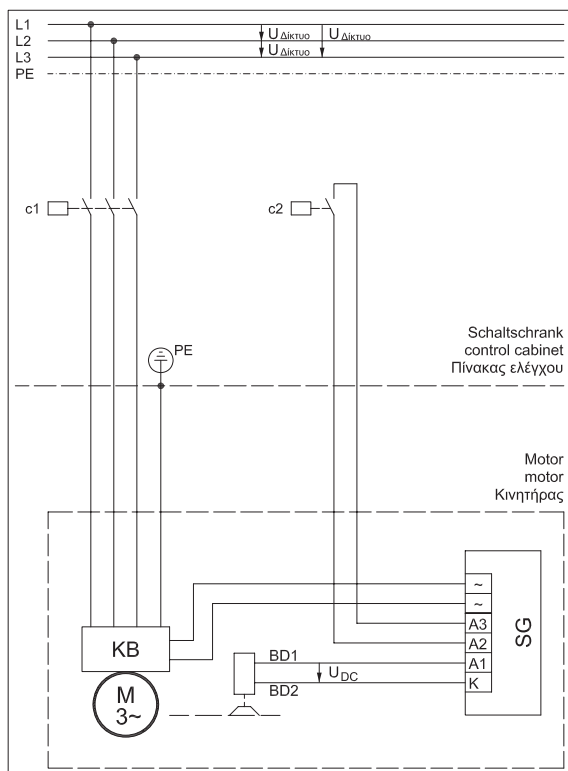 L1
U Δίκτυο U Δίκτυο
L2
U Δίκτυο
L3
PE
c1
c2
PE
Schaltschrank
control cabinet
Πίνακας ελέγχου
Motor
motor
Κινητήρας
~
~
A3
A2
A1
K
SG
KB
BD1
UDC
BD2
M
3~